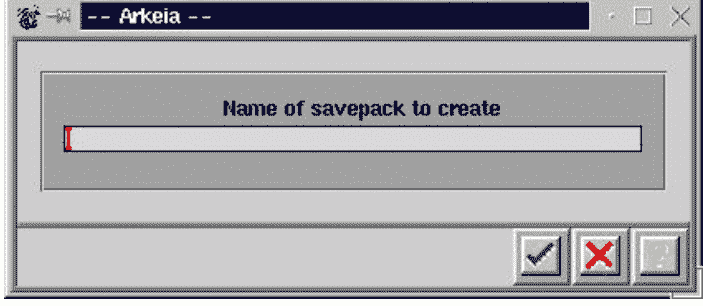 -- Arkeia --
Name of savepack to create
?